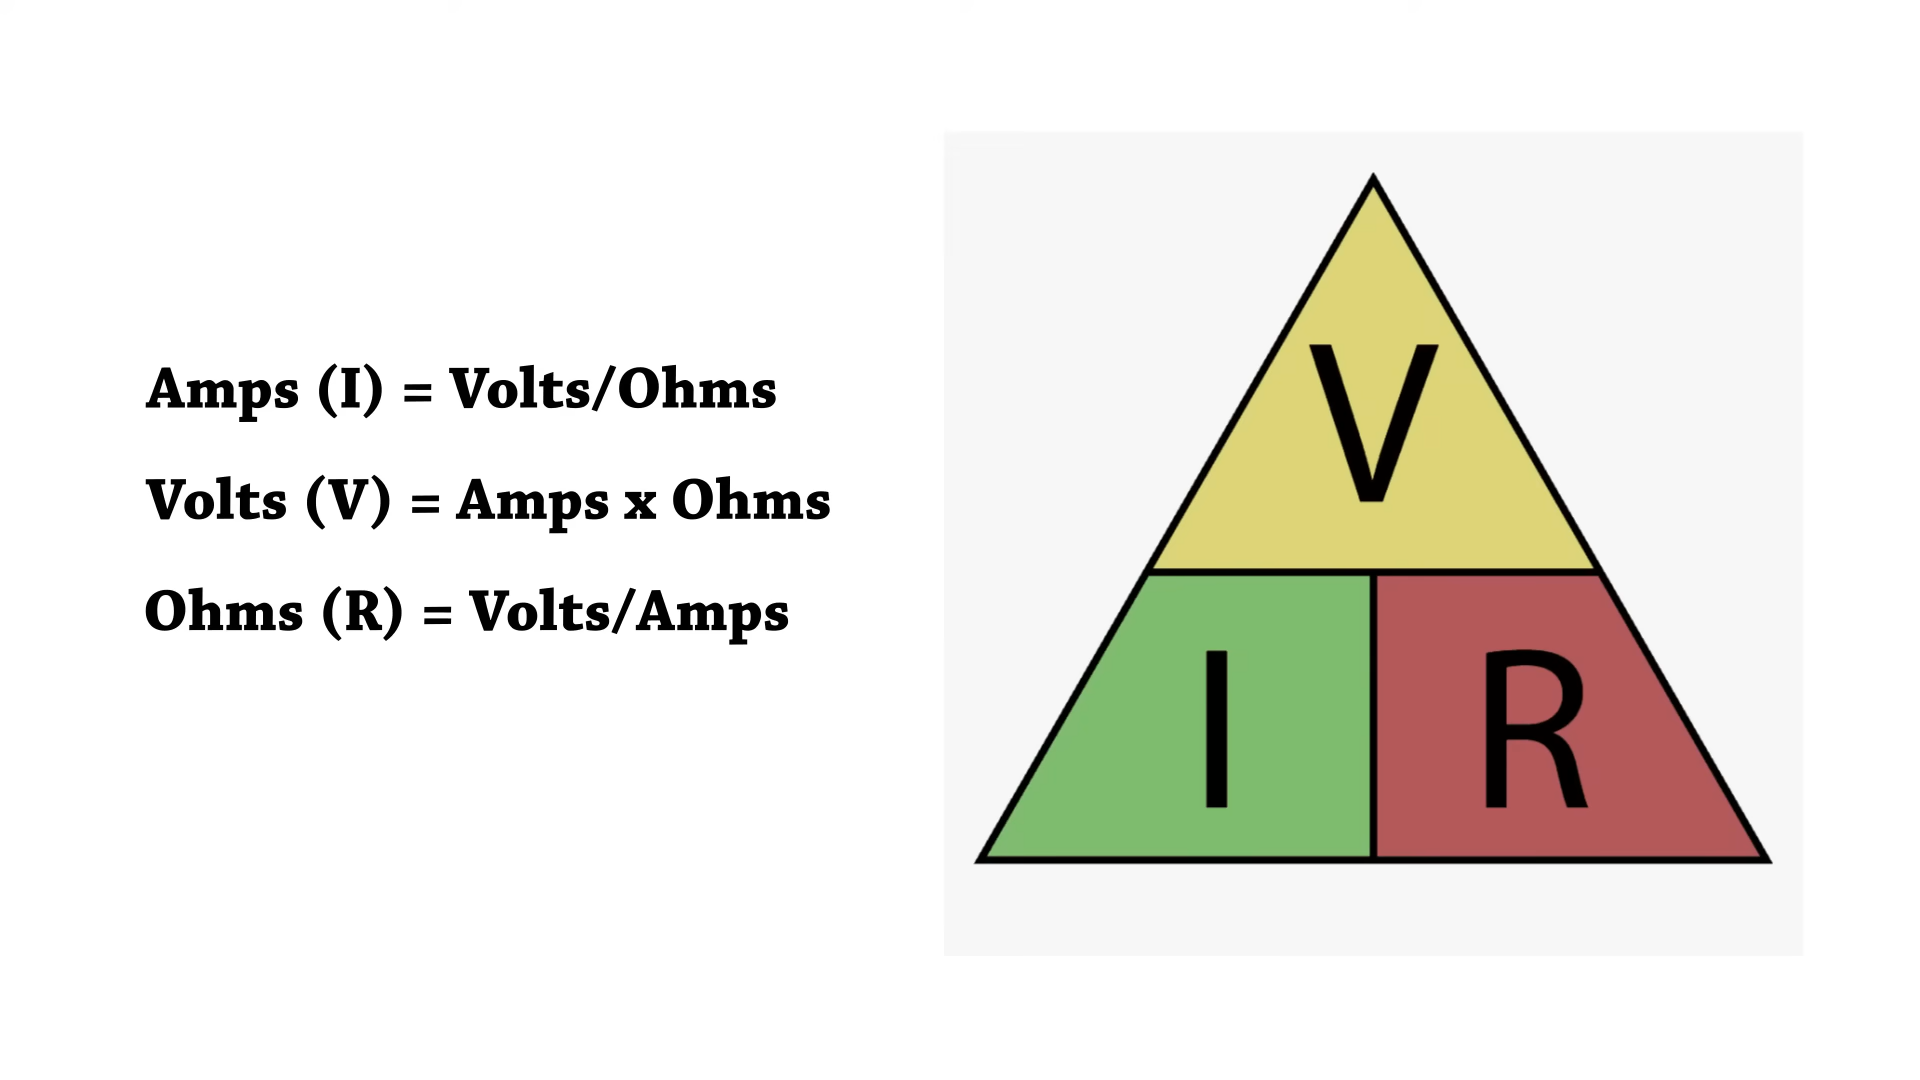 Amps (I) = Volts/Ohms
Volts (V) = Amps x Ohms
Ohms (R) = Volts/Amps
V
I R